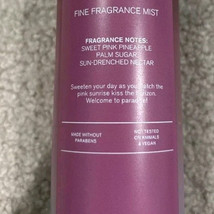 FINE FRAGRANCE MIST
FRAGRANCE NOTES:
SWEET PINK PINEAPPLE
PALM SUGAR
SUN-DRENCHED NECTAR
Sweeten your day as you watch the
pink sunrise kiss the horizon.
Welcome to paradise!
MADE WITHOUT
PARABENS
NOT TESTED
ON ANIMALS
& VEGAN